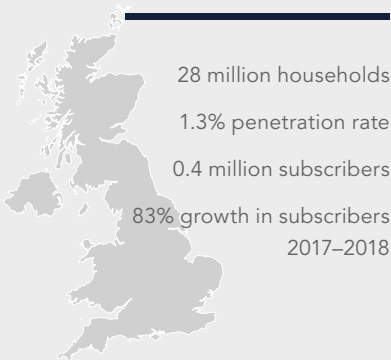 28 million households
1.3% penetration rate
0.4 million subscribers
83% growth in subscribers
2017–2018